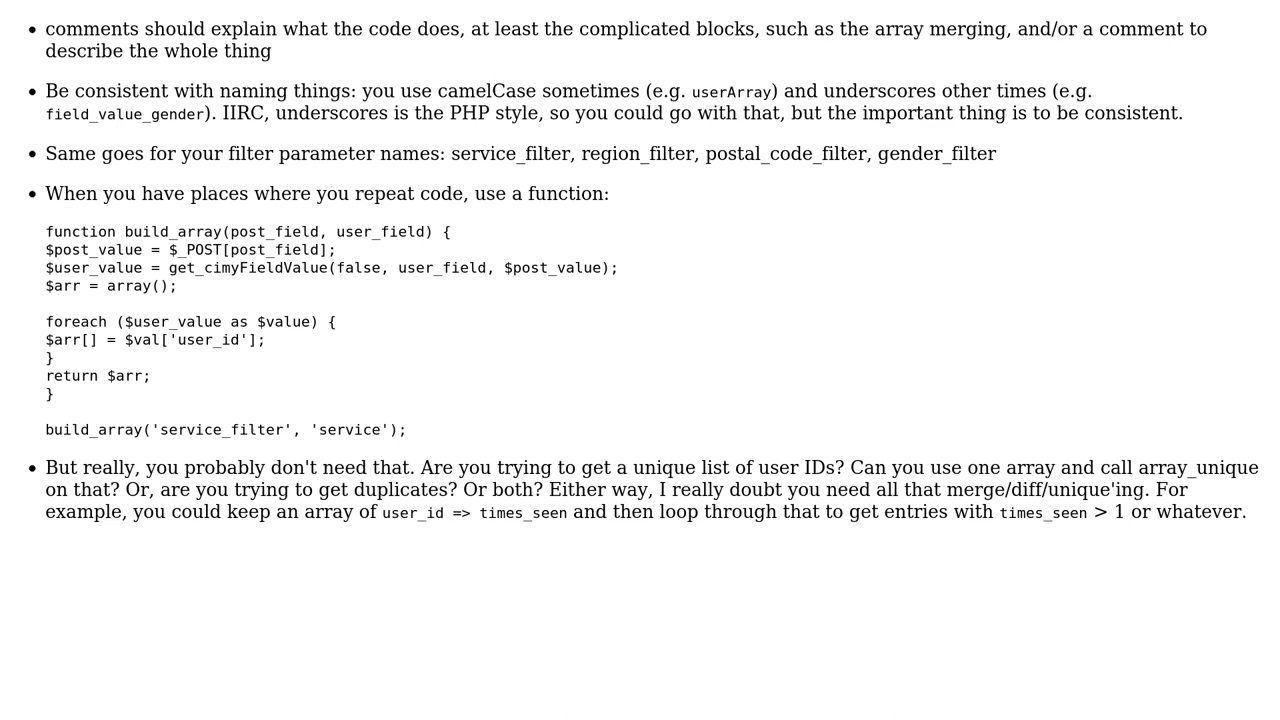 comments should explain what the code does, at least the complicated blocks, such as the array merging, and/or a comment to
describe the whole thing
Be consistent with naming things: you use camelCase sometimes (e.g. userArray) and underscores other times (e.g.
field_value_gender). IIRC, underscores is the PHP style, so you could go with that, but the important thing is to be consistent.
Same goes for your filter parameter names: service_filter, region_filter, postal_code_filter, gender_filter
When you have places where you repeat code, use a function:
function build_array(post_field, user_field) {
$post_value = $_POST[post_field];
$user_value = get_cimyFieldValue(false, user_field, $post_value);
$arr = array();
foreach ($user_value as $value) {
$arr[] = $val['user_id'];
}
return $arr;
}
build_array('service_filter', 'service');
But really, you probably don't need that. Are you trying to get a unique list of user IDs? Can you use one array and call array_unique
on that? Or, are you trying to get duplicates? Or both? Either way, I really doubt you need all that merge/diff/unique'ing. For
example, you could keep an array of user_id => times_seen and then loop through that to get entries with times_seen > 1 or whatever.